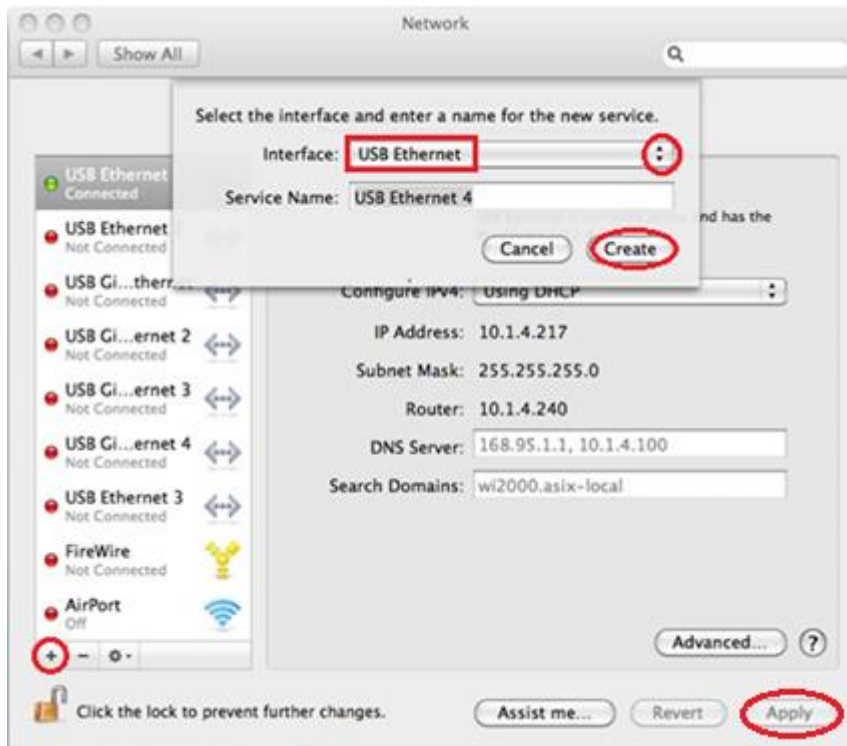 Network
Show All
Select the interface and enter a name for the new service.
Interface: USB Ethernet
Service Name: USB Ethernet 4
Cancel Create
USB Ethernet
Connected
USB Ethernet
Not Connected
USB Gi...thernet
Not Connected
USB Gi...ernet 2
Not Connected
USB Gi...ernet 3
Not Connected
USB Gi...ernet 4
Not Connected
USB Ethernet 3
Not Connected
FireWire
Not Connected
AirPort
Off
and has the
Configure IPv4: Using DHCP
IP Address: 10.1.4.217
Subnet Mask: 255.255.255.0
Router: 10.1.4.240
DNS Server: 168.95.1.1, 10.1.4.100
Search Domains: wi2000.asix-local
Advanced... ?
Click the lock to prevent further changes.
Assist me... Revert Apply